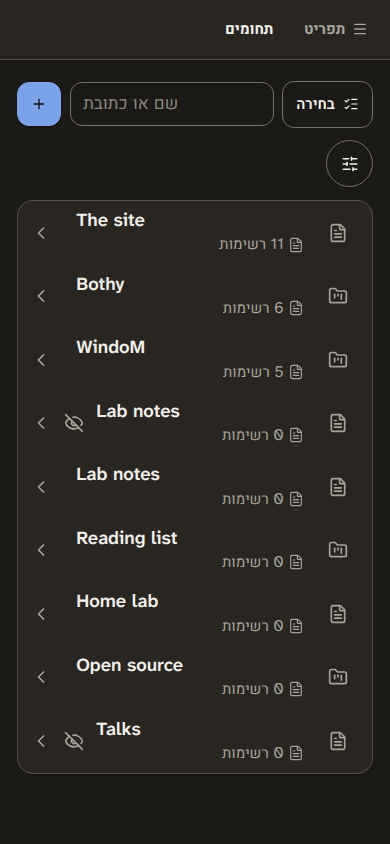 תפריט
תחומים
בחירה
שם או כתובת
The site
11 רשימות
Bothy
6 רשימות
WindoM
5 רשימות
Lab notes
0 רשימות
Lab notes
0 רשימות
Reading list
0 רשימות
Home lab
0 רשימות
Open source
0 רשימות
Talks
0 רשימות